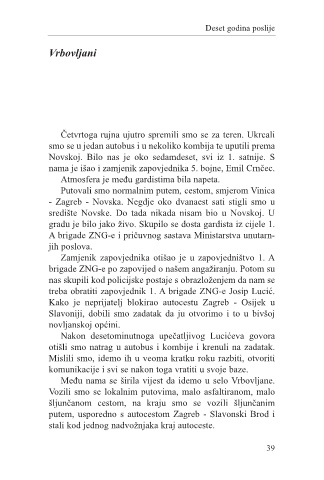 Deset godina poslije
Vrbovljani
Četvrtoga rujna ujutro spremili smo se za teren. Ukrcali
smo se u jedan autobus i u nekoliko kombija te uputili prema
Novskoj. Bilo nas je oko sedamdeset, svi iz 1. satnije. S
nama je išao i zamjenik zapovjednika 5. bojne, Emil Crnčec.
Atmosfera je među gardistima bila napeta.
Putovali smo normalnim putem, cestom, smjerom Vinica
- Zagreb - Novska. Negdje oko dvanaest sati stigli smo u
središte Novske. Do tada nikada nisam bio u Novskoj. U
gradu je bilo jako živo. Skupilo se dosta gardista iz cijele 1.
A brigade ZNG-e i pričuvnog sastava Ministarstva unutarn-
jih poslova.
Zamjenik zapovjednika otišao je u zapovjedništvo 1. A
brigade ZNG-e po zapovijed o našem angažiranju. Potom su
nas skupili kod policijske postaje s obrazloženjem da nam se
treba obratiti zapovjednik 1. A brigade ZNG-e Josip Lucić.
Kako je neprijatelj blokirao autocestu Zagreb - Osijek u
Slavoniji, dobili smo zadatak da ju otvorimo i to u bivšoj
novljanskoj općini.
Nakon desetominutnoga upečatljivog Lucićeva govora
otišli smo natrag u autobus i kombije i krenuli na zadatak.
Mislili smo, idemo ih u veoma kratku roku razbiti, otvoriti
komunikacije i svi se nakon toga vratiti u svoje baze.
Među nama se širila vijest da idemo u selo Vrbovljane.
Vozili smo se lokalnim putovima, malo asfaltiranom, malo
šljunčanom cestom, na kraju smo se vozili šljunčanim
putem, usporedno s autocestom Zagreb - Slavonski Brod i
stali kod jednog nadvožnjaka kraj autoceste.
39